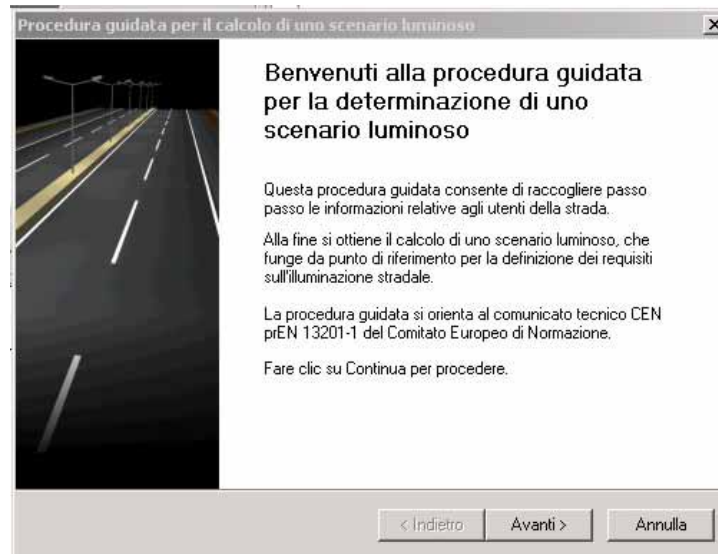 Procedura guidata per il calcolo di uno scenario luminoso
Benvenuti alla procedura guidata
per la determinazione di uno
scenario luminoso
Questa procedura guidata consente di raccogliere passo
passo le informazioni relative agli utenti della strada.
Alla fine si ottiene il calcolo di uno scenario luminoso, che
funge da punto di riferimento per la definizione dei requisiti
sull'illuminazione stradale.
La procedura guidata si orienta al comunicato tecnico CEN
prEN 13201-1 del Comitato Europeo di Normazione.
Fare clic su Continua per procedere.
< Indietro
Avanti >
Annulla